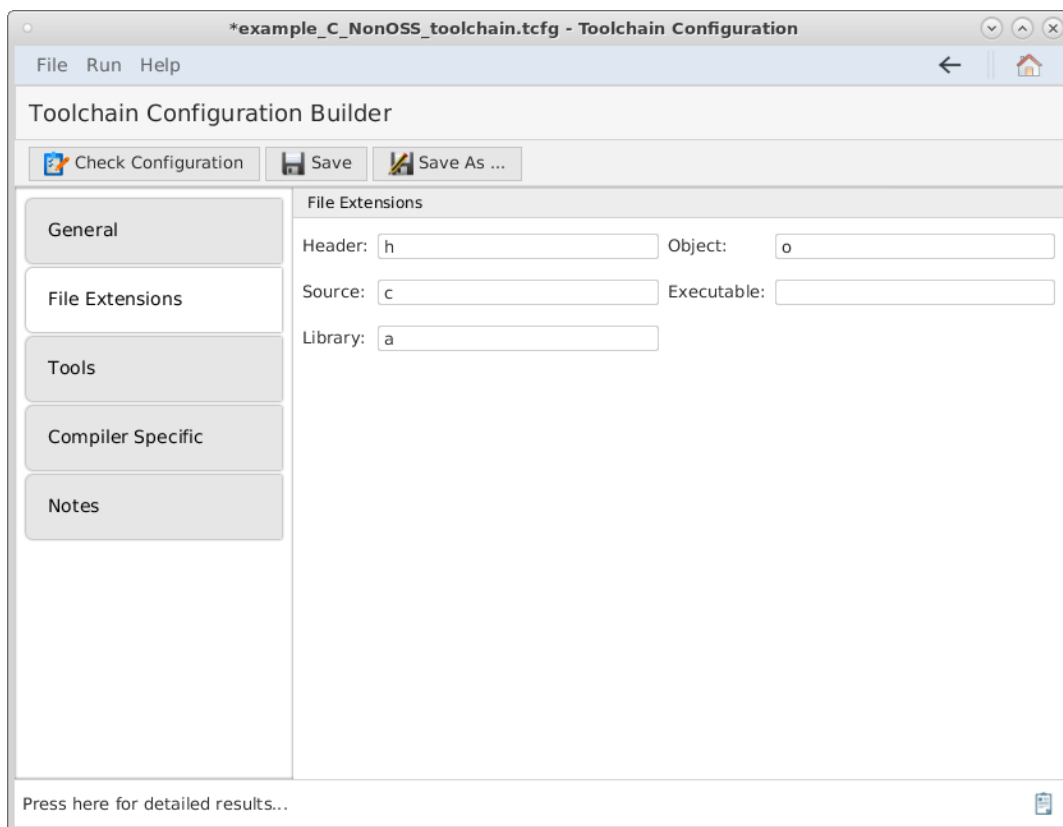 *example_C_NonOSS_toolchain.tcfg - Toolchain Configuration
File Run Help
Toolchain Configuration Builder
Check Configuration Save Save As ...
General
File Extensions
Tools
Compiler Specific
Notes
File Extensions
Header: h Object: o
Source: c Executable:
Library: a
Press here for detailed results...